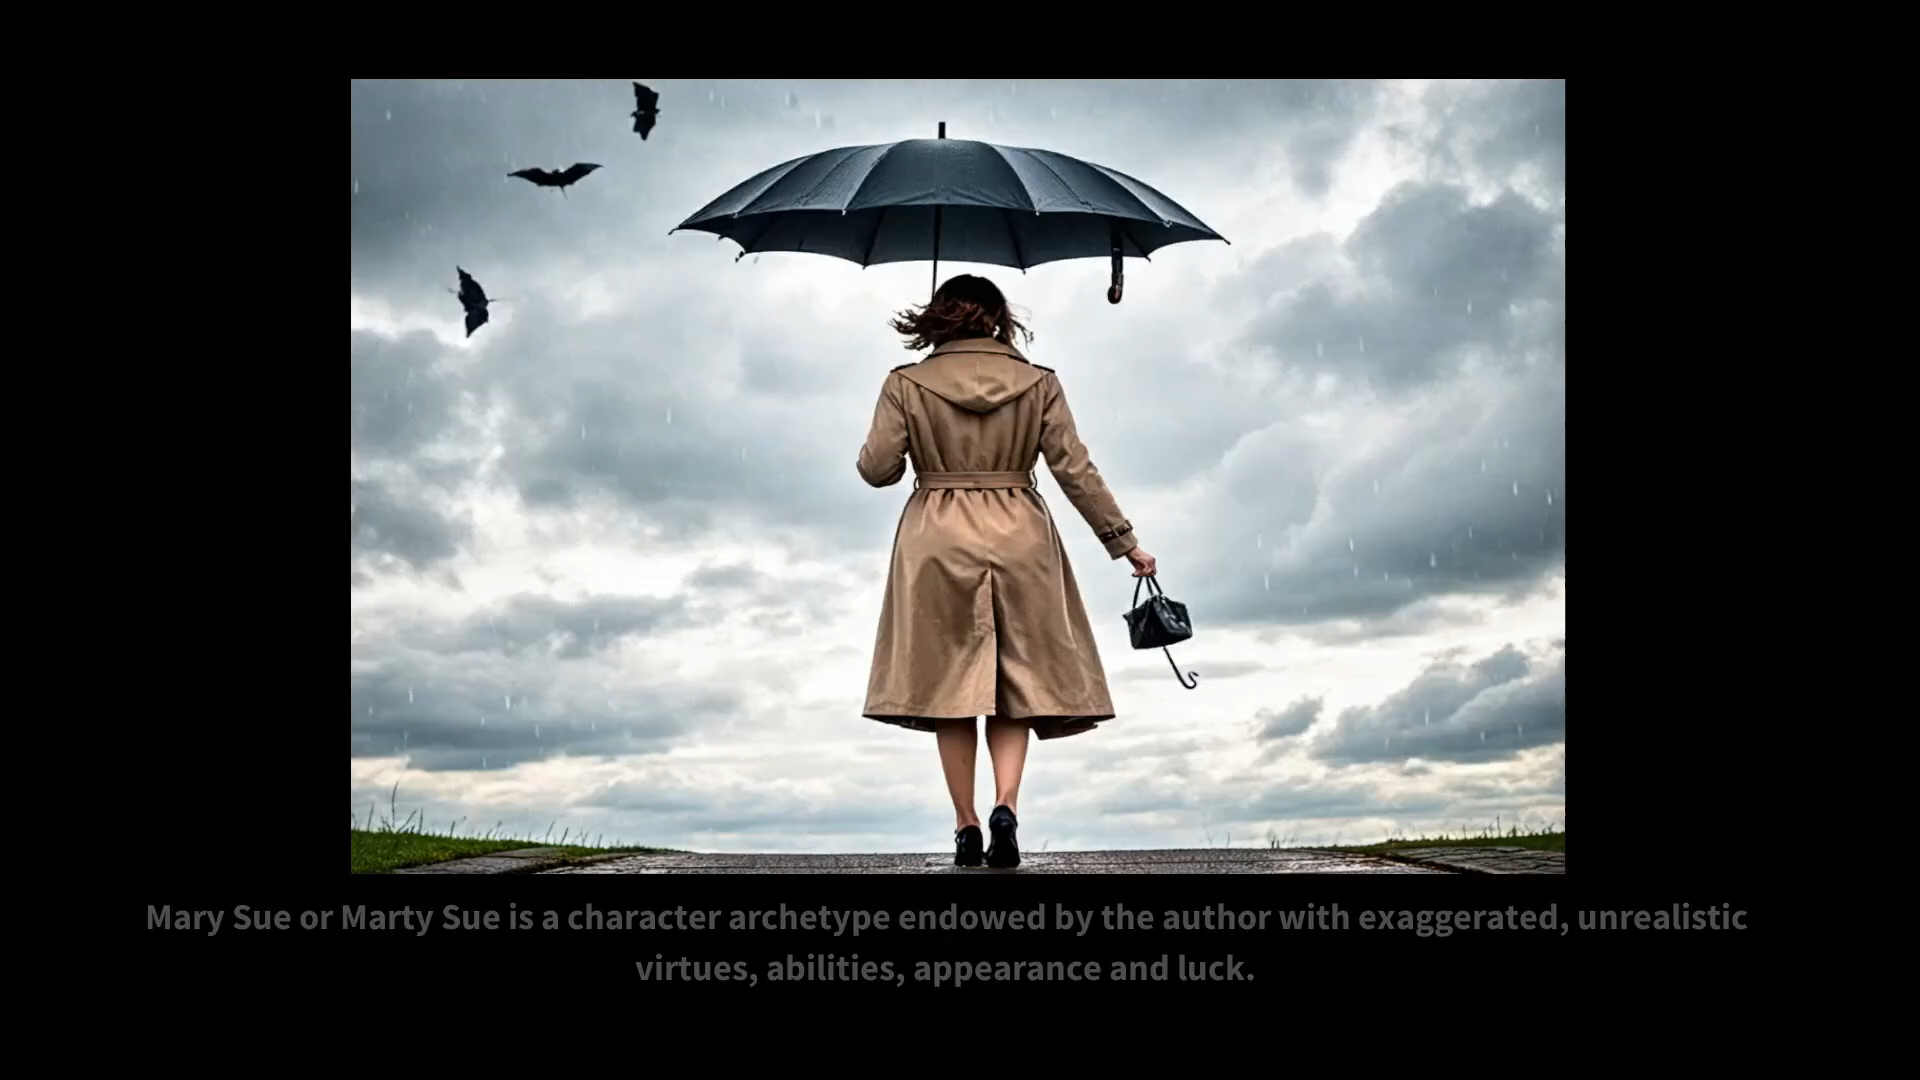 Mary Sue or Marty Sue is a character archetype endowed by the author with exaggerated, unrealistic
virtues, abilities, appearance and luck.